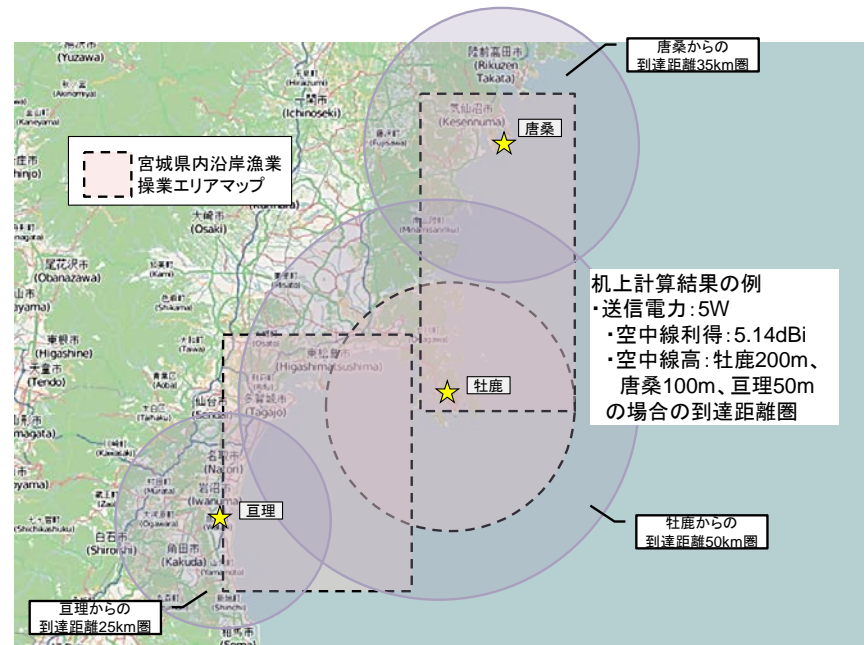 (Yuzawa)
陸前高田市
(Rikuzen
Takata)
唐桑からの
到達距離35km圏
一関市
(Ichinoseki)
気仙沼市
(Kesennuma)
唐桑
宮城県内沿岸漁業
操業エリアマップ
大崎市
(Osaki)
(Minamisanriku)
尾花沢市
(Obanazawa)
机上計算結果の例
・送信電力:5W
・空中線利得:5.14dBi
・空中線高:牡鹿200m、
唐桑100m、亘理50m
の場合の到達距離圏
東根市
(Higashine)
天童市
(Tendo)
東松島市
(Higashimatsushima)
牡鹿
多賀城市
(Tagajo)
仙台市
(Sendai)
名取市
(Natori)
岩沼市
(Iwanuma)
亘理
(Ogawara)
白石市
(Shiroishi)
角田市
(Kakuda)
牡鹿からの
到達距離50km圏
亘理からの
到達距離25km圏
(Shinchi)
相馬市
(Soma)